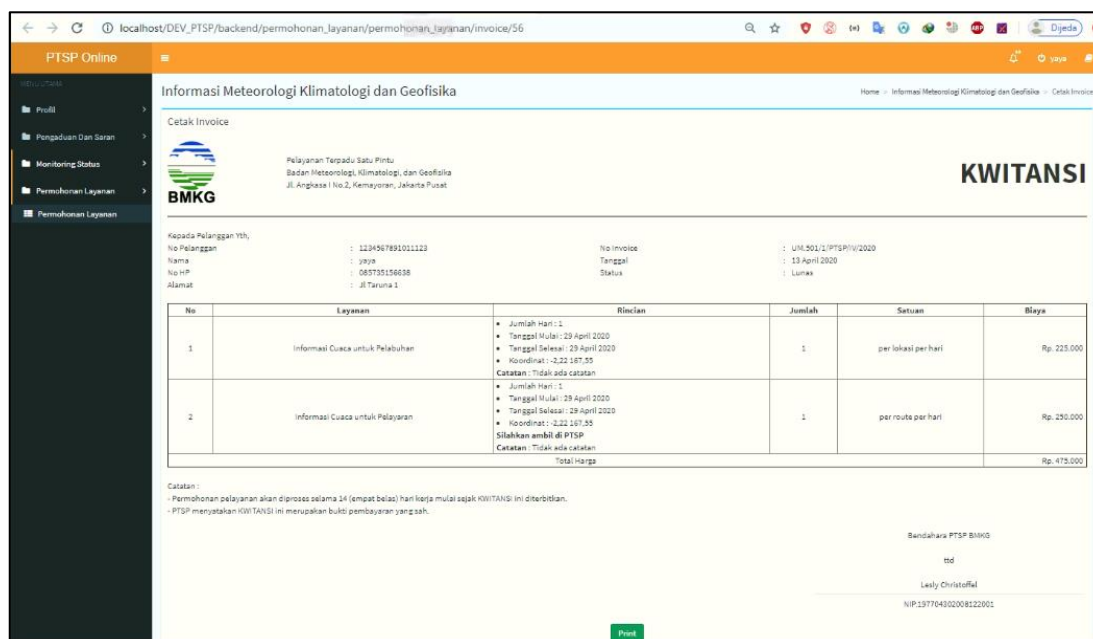 localhost/DEV_PTSP/backend/permohonan_layanan/permohonan_layanan/invoice/56
Dijeda
PTSP Online
yaya
MENU UTAMA
Profil
Pengaduan Dan Saran
Monitoring Status
Permohonan Layanan
Permohonan Layanan
Informasi Meteorologi Klimatologi dan Geofisika
Home > Informasi Meteorologi Klimatologi dan Geofisika > Cetak Invoice
Cetak Invoice
BMKG
Pelayanan Terpadu Satu Pintu
Badan Meteorologi, Klimatologi, dan Geofisika
Jl. Angkasa I No.2, Kemayoran, Jakarta Pusat
KWITANSI
Kepada Pelanggan Yth,
No Pelanggan : 1234567891011123 No Invoice : UM.501/1/PTSP/IV/2020
Nama : yaya Tanggal : 13 April 2020
No HP : 085735156638 Status : Lunas
Alamat : Jl Taruna 1
No Layanan Rincian Jumlah Satuan Biaya
• Jumlah Hari : 1
• Tanggal Mulai : 29 April 2020
1 Informasi Cuaca untuk Pelabuhan • Tanggal Selesai : 29 April 2020 1 per lokasi per hari Rp. 225.000
• Koordinat : -2,22 167,55
Catatan : Tidak ada catatan
• Jumlah Hari : 1
• Tanggal Mulai : 29 April 2020
2 Informasi Cuaca untuk Pelayaran • Tanggal Selesai : 29 April 2020 1 per route per hari Rp. 250.000
• Koordinat : -2,22 167,55
Silahkan ambil di PTSP
Catatan : Tidak ada catatan
Total Harga Rp. 475.000
Catatan :
- Permohonan pelayanan akan diproses selama 14 (empat belas) hari kerja mulai sejak KWITANSI ini diterbitkan.
- PTSP menyatakan KWITANSI ini merupakan bukti pembayaran yang sah.
Bendahara PTSP BMKG
ttd
Lesly Christoffel
NIP.197704302008122001
Print